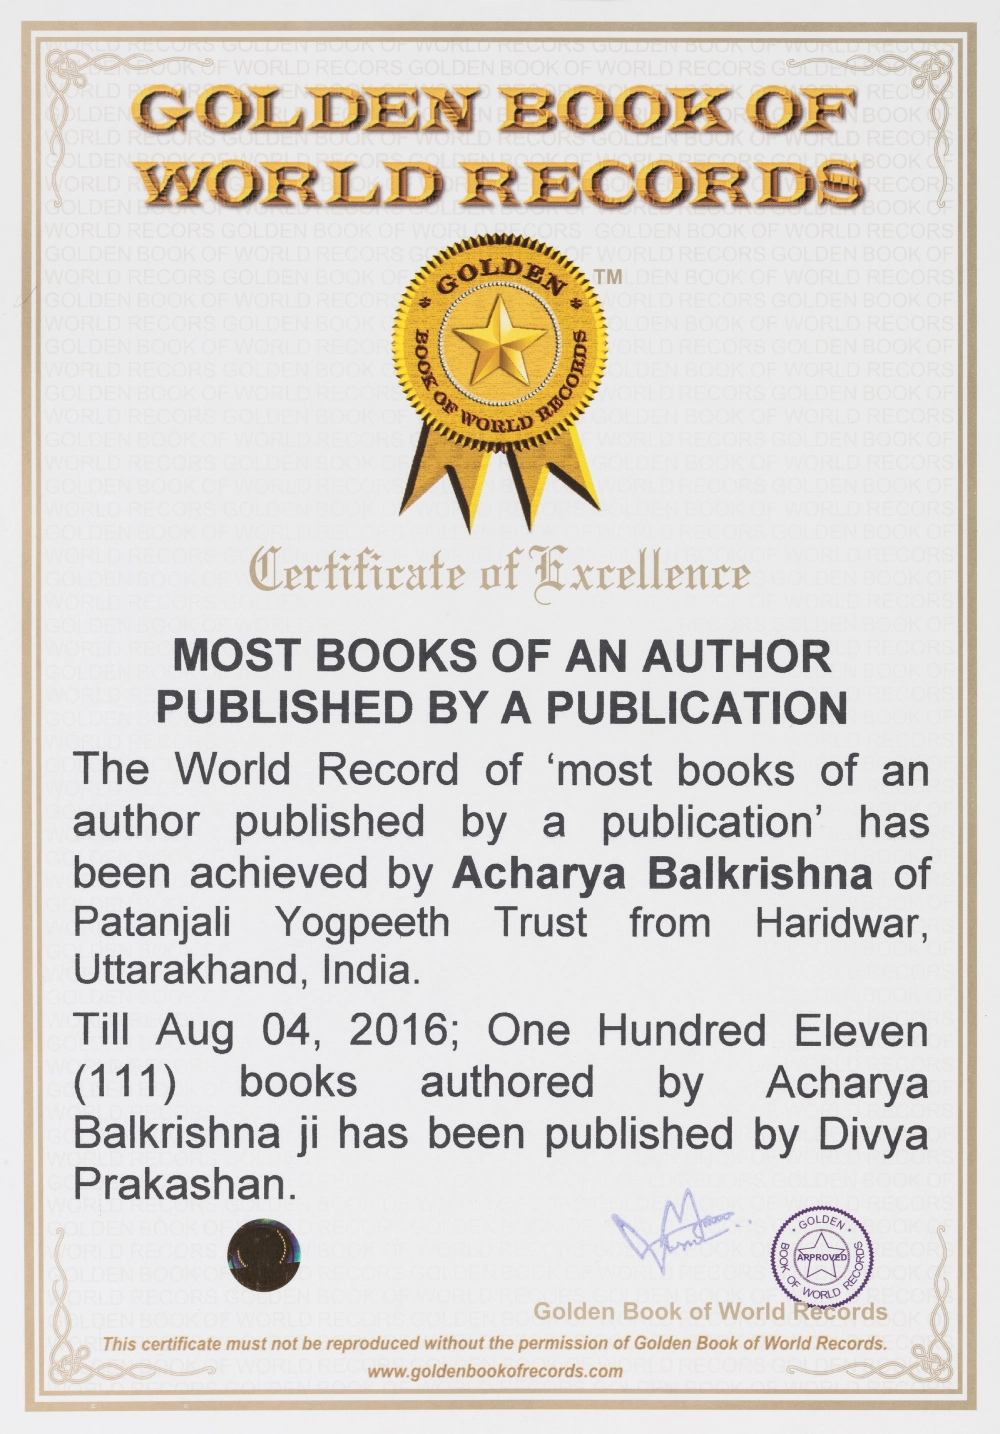 GOLDEN BOOK OF
WORLD RECORDS
GOLDEN
BOOK OF WORLD RECORDS
TM
Certificate of Excellence
MOST BOOKS OF AN AUTHOR
PUBLISHED BY A PUBLICATION
The World Record of ‘most books of an
author published by a publication’ has
been achieved by Acharya Balkrishna of
Patanjali Yogpeeth Trust from Haridwar,
Uttarakhand, India.
Till Aug 04, 2016; One Hundred Eleven
(111) books authored by Acharya
Balkrishna ji has been published by Divya
Prakashan.
GOLDEN
APPROVED
BOOK OF WORLD RECORDS
Golden Book of World Records
This certificate must not be reproduced without the permission of Golden Book of World Records.
www.goldenbookofrecords.com